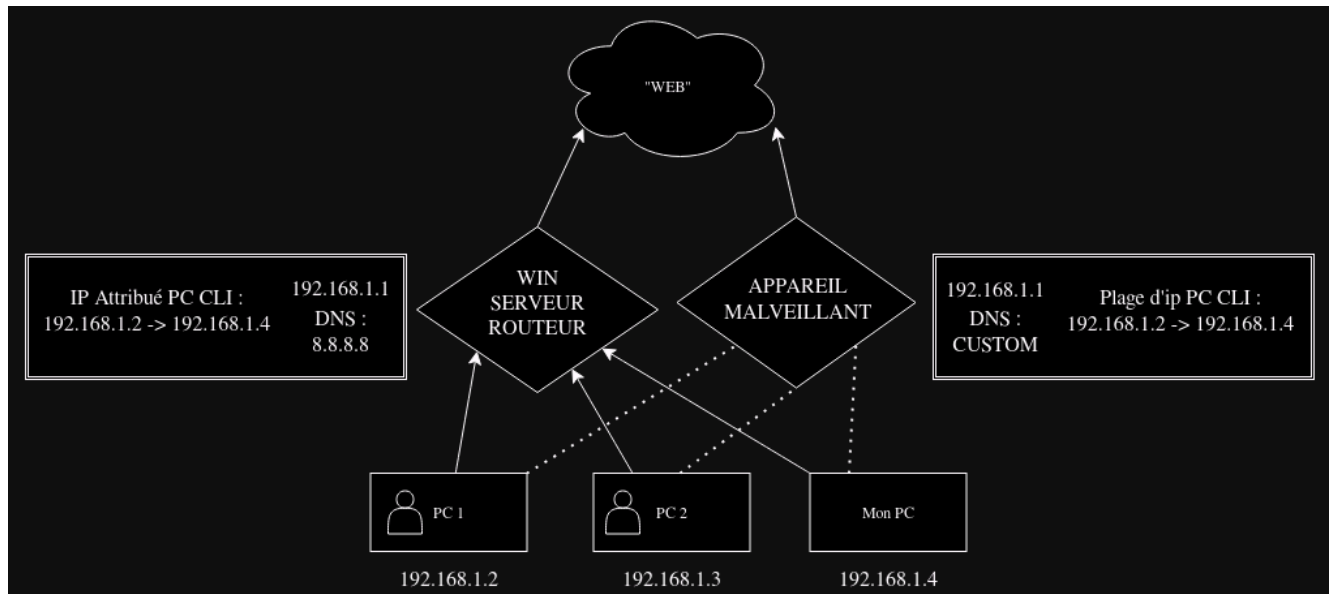 "WEB"
IP Attribué PC CLI :
192.168.1.2 -> 192.168.1.4
192.168.1.1
DNS :
8.8.8.8
WIN
SERVEUR
ROUTEUR
APPAREIL
MALVEILLANT
192.168.1.1
DNS :
CUSTOM
Plage d'ip PC CLI :
192.168.1.2 -> 192.168.1.4
PC 1
PC 2
Mon PC
192.168.1.2
192.168.1.3
192.168.1.4